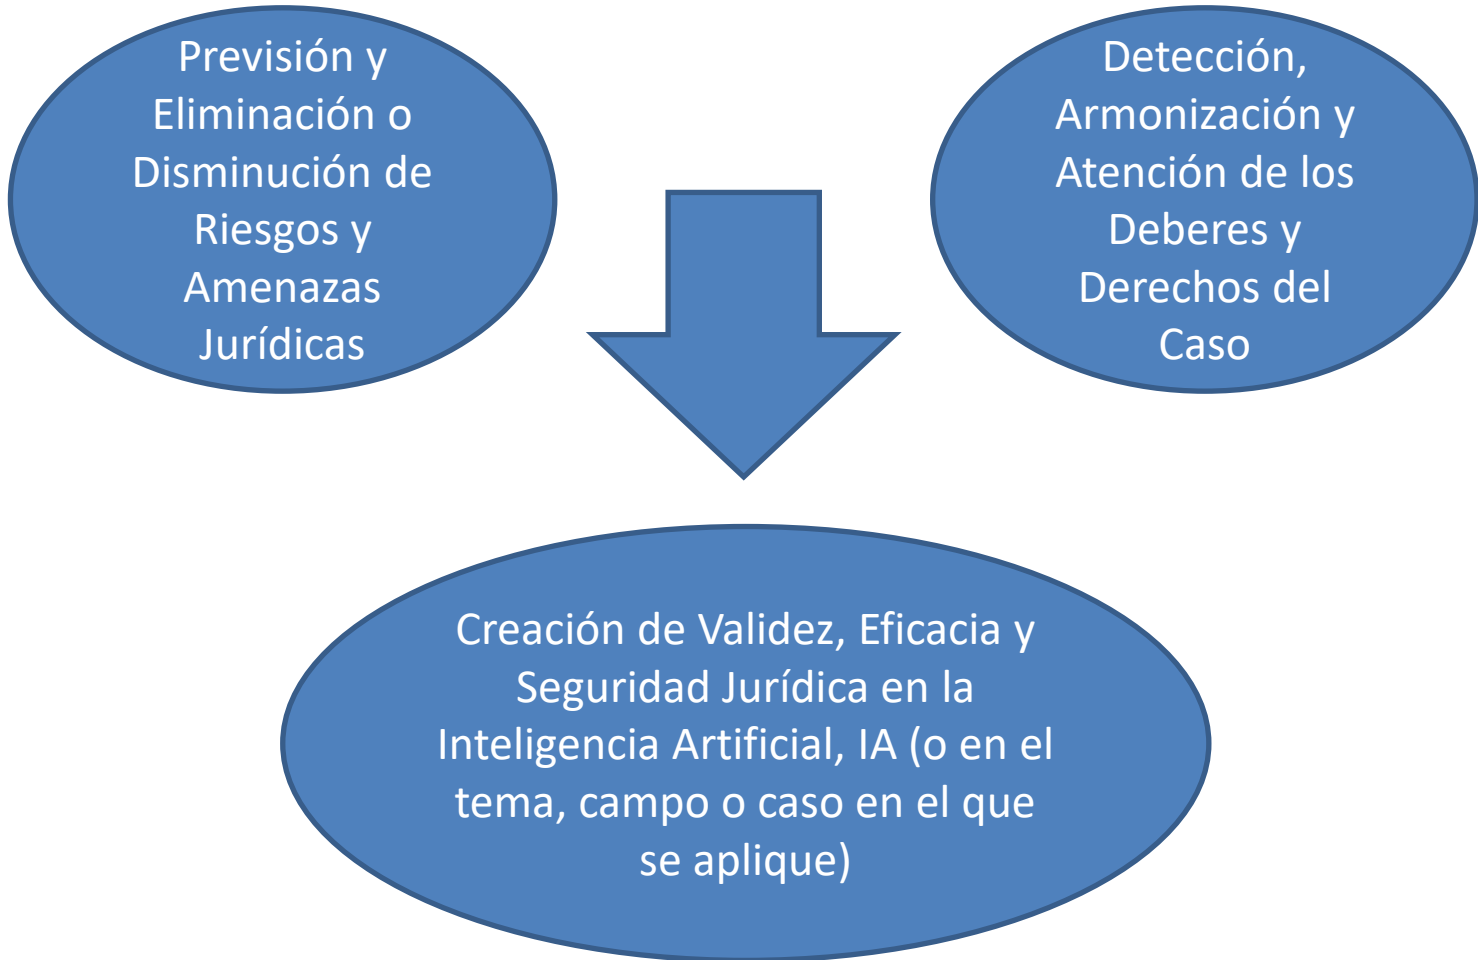 Previsión y
Eliminación o
Disminución de
Riesgos y
Amenazas
Jurídicas
Detección,
Armonización y
Atención de los
Deberes y
Derechos del
Caso
Creación de Validez, Eficacia y
Seguridad Jurídica en la
Inteligencia Artificial, IA (o en el
tema, campo o caso en el que
se aplique)